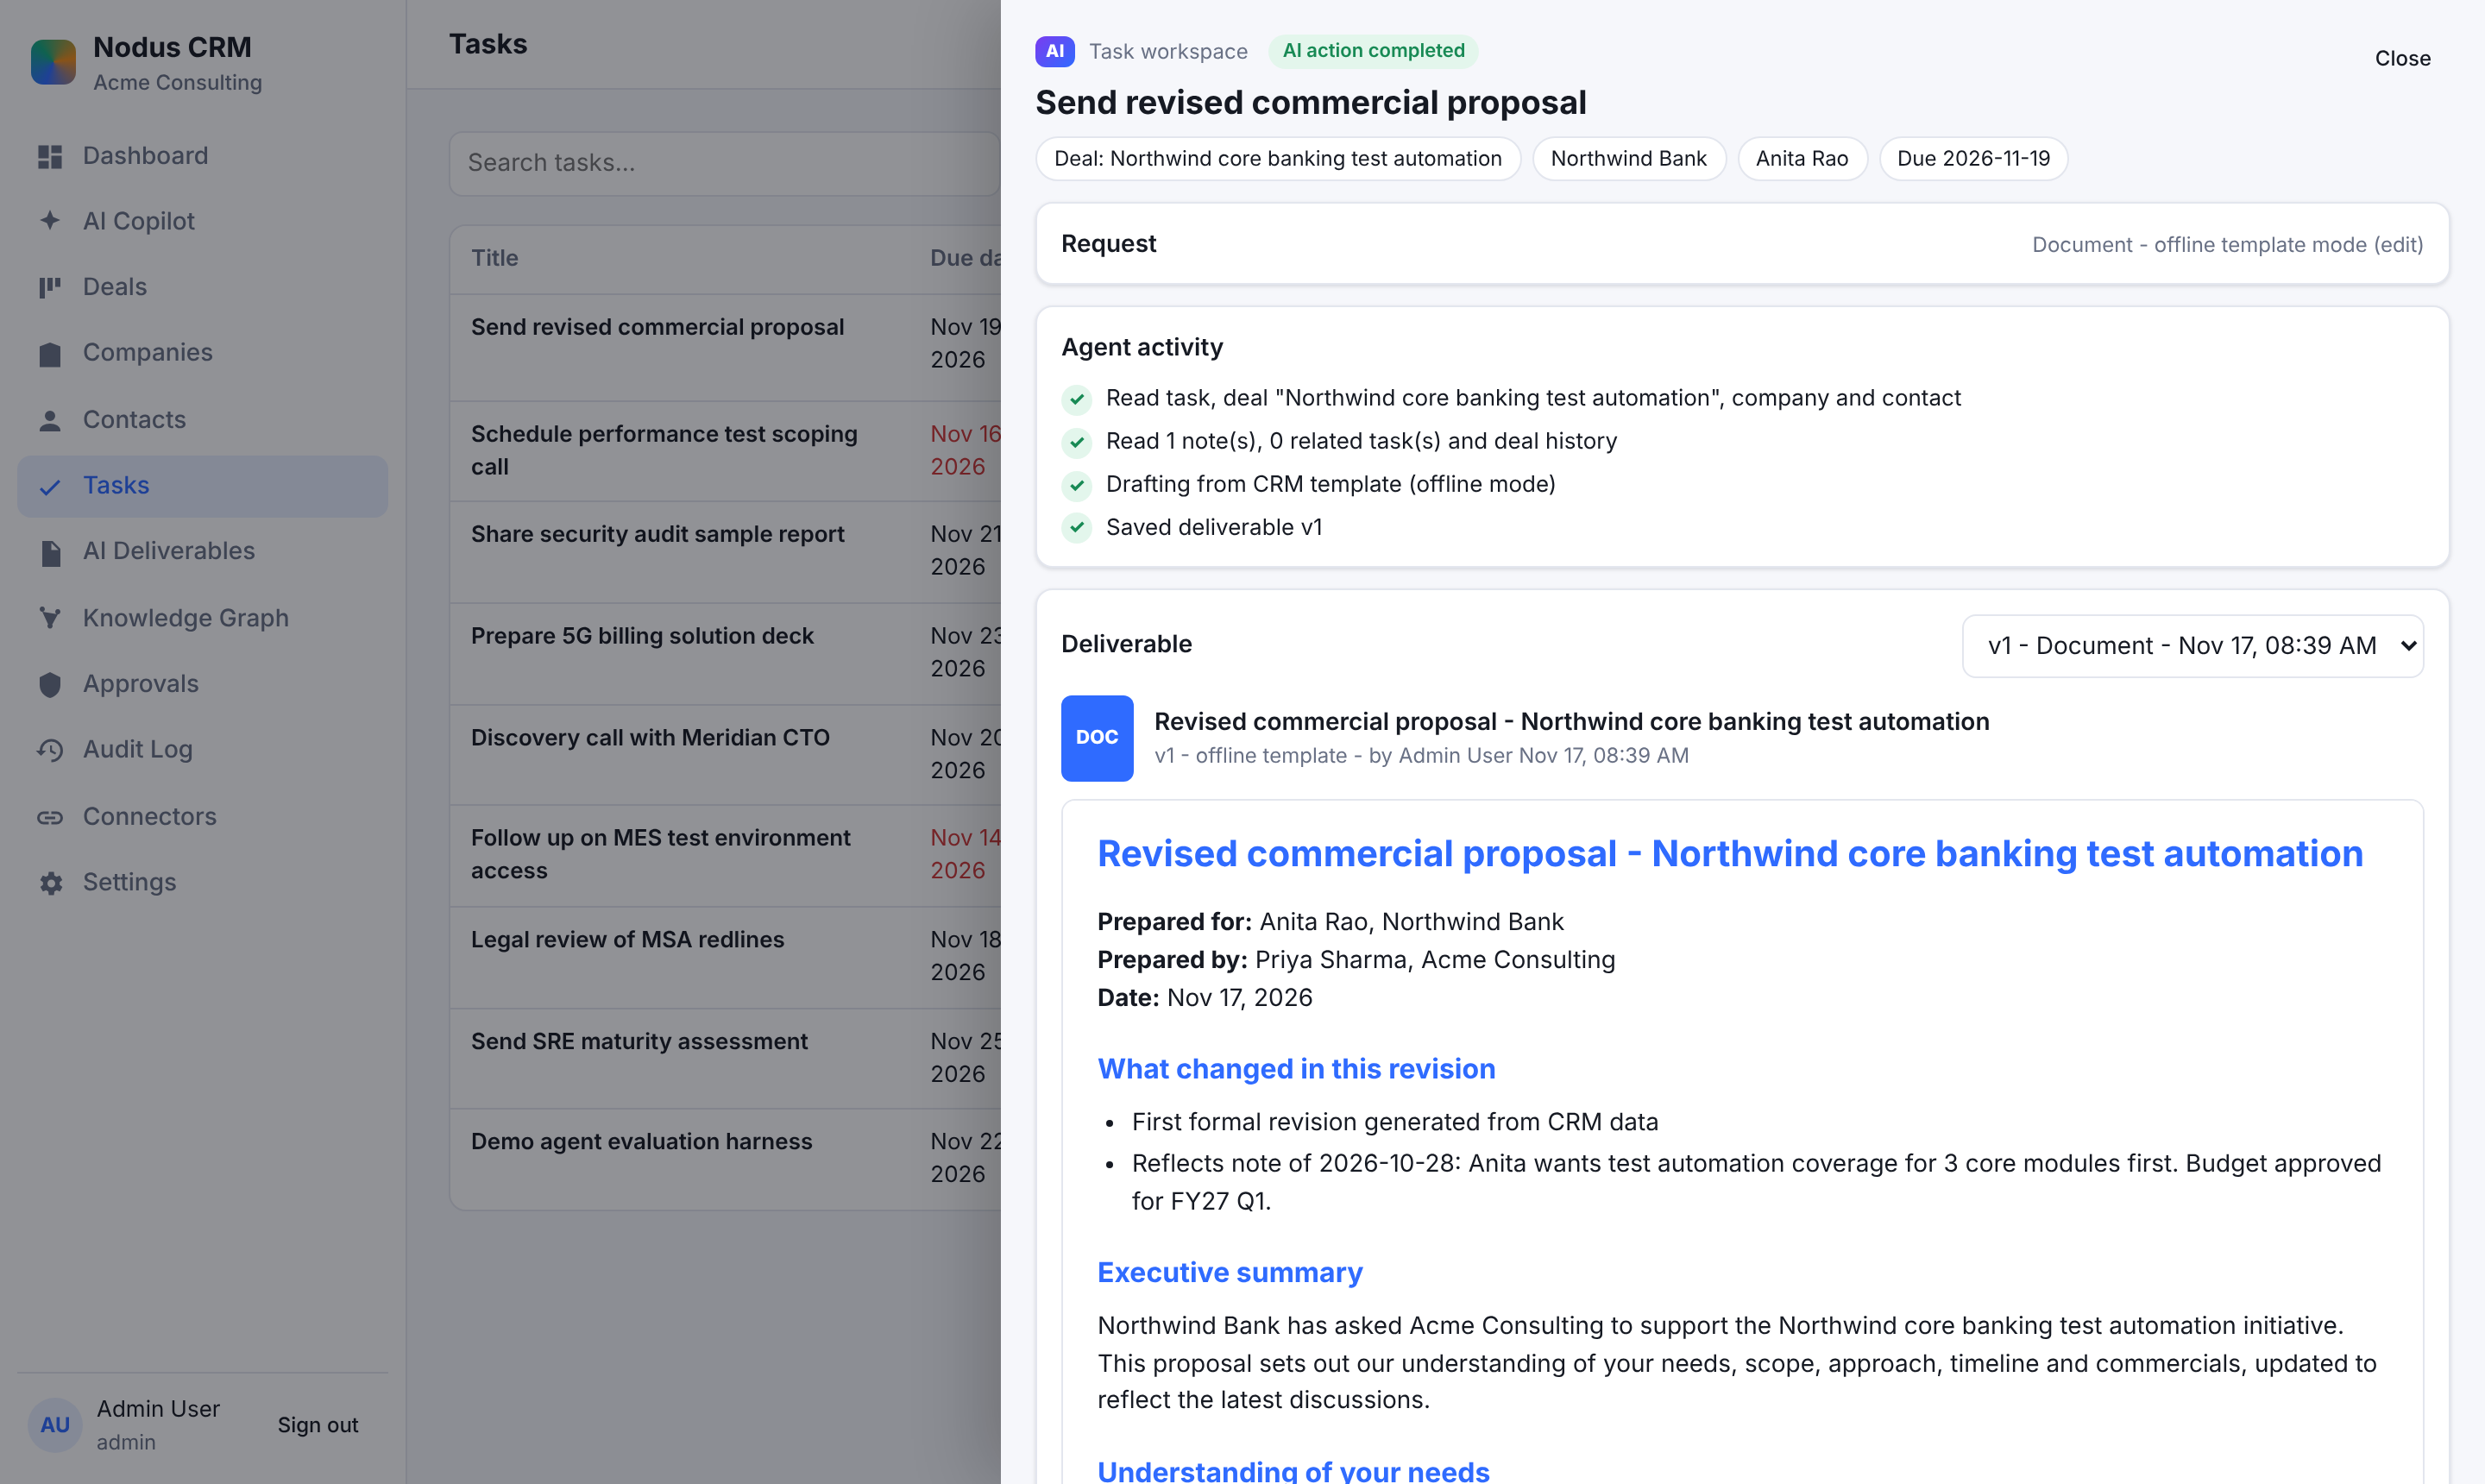 Nodus CRM
Acme Consulting
Dashboard
AI Copilot
Deals
Companies
Contacts
Tasks
AI Deliverables
Knowledge Graph
Approvals
Audit Log
Connectors
Settings
AU
Admin User
admin
Sign out
Tasks
Search tasks...
Title
Due da
Send revised commercial proposal
Nov 19
2026
Schedule performance test scoping
call
Nov 16
2026
Share security audit sample report
Nov 21
2026
Prepare 5G billing solution deck
Nov 23
2026
Discovery call with Meridian CTO
Nov 20
2026
Follow up on MES test environment
access
Nov 14
2026
Legal review of MSA redlines
Nov 18
2026
Send SRE maturity assessment
Nov 25
2026
Demo agent evaluation harness
Nov 22
2026
AI
Task workspace
AI action completed
Close
Send revised commercial proposal
Deal: Northwind core banking test automation
Northwind Bank
Anita Rao
Due 2026-11-19
Request
Document - offline template mode (edit)
Agent activity
Read task, deal "Northwind core banking test automation", company and contact
Read 1 note(s), 0 related task(s) and deal history
Drafting from CRM template (offline mode)
Saved deliverable v1
Deliverable
v1 - Document - Nov 17, 08:39 AM
DOC
Revised commercial proposal - Northwind core banking test automation
v1 - offline template - by Admin User Nov 17, 08:39 AM
Revised commercial proposal - Northwind core banking test automation
Prepared for: Anita Rao, Northwind Bank
Prepared by: Priya Sharma, Acme Consulting
Date: Nov 17, 2026
What changed in this revision
First formal revision generated from CRM data
Reflects note of 2026-10-28: Anita wants test automation coverage for 3 core modules first. Budget approved
for FY27 Q1.
Executive summary
Northwind Bank has asked Acme Consulting to support the Northwind core banking test automation initiative.
This proposal sets out our understanding of your needs, scope, approach, timeline and commercials, updated to
reflect the latest discussions.
Understanding of your needs